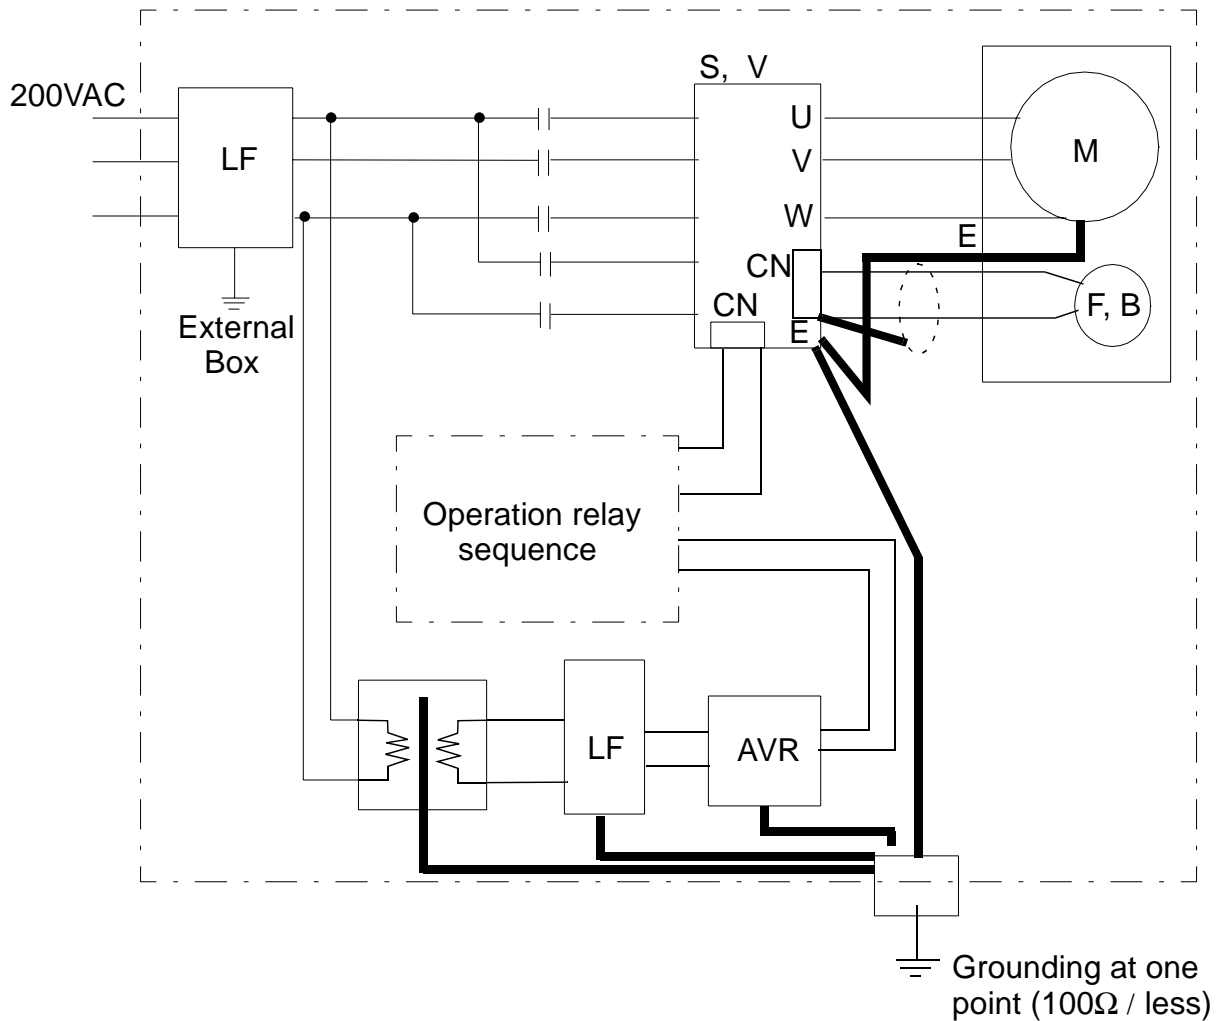 S, V
200VAC
LF
U
V
W
M
E
CN
CN
E
F, B
External
Box
Operation relay
sequence
LF
AVR
Grounding at one
point (100Ω / less)